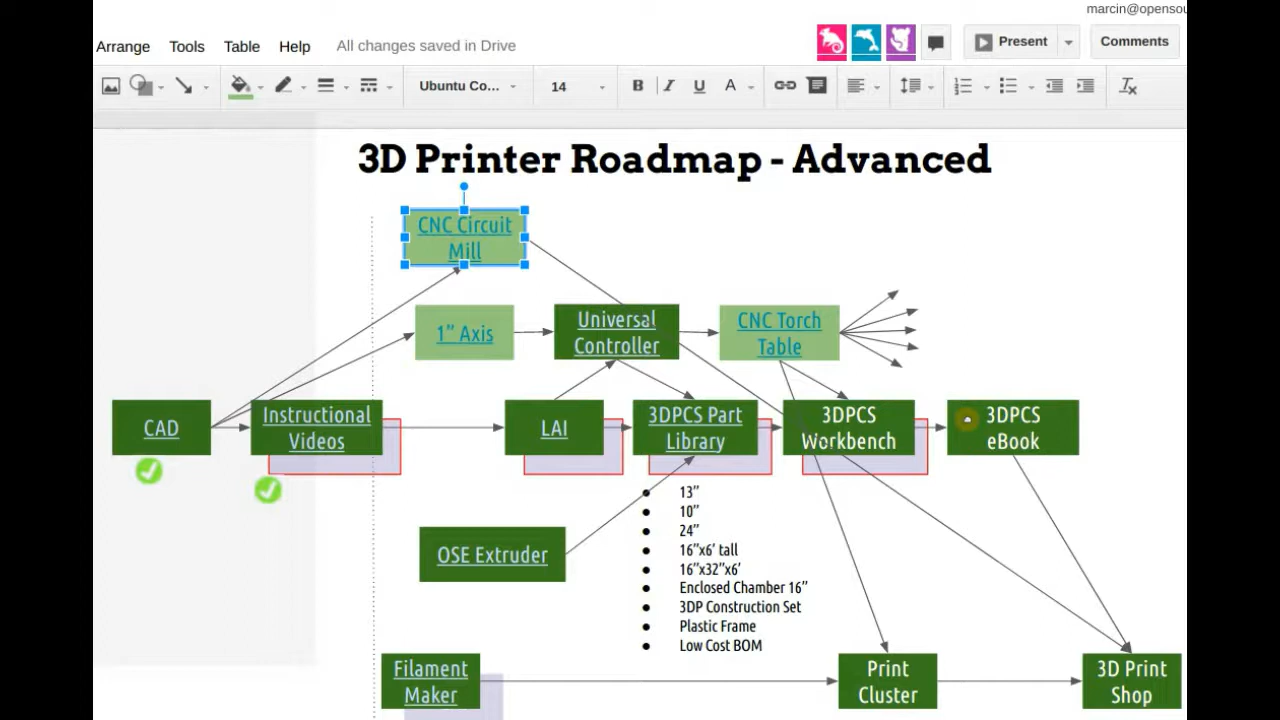 marcin@opensou
Arrange Tools Table Help All changes saved in Drive Present Comments
Ubuntu Co... 14 B I U A
3D Printer Roadmap - Advanced
CNC Circuit
Mill
1” Axis
Universal
Controller
CNC Torch
Table
CAD
Instructional
Videos
LAI
3DPCS Part
Library
3DPCS
Workbench
3DPCS
eBook
OSE Extruder
● 13”
● 10”
● 24”
● 16”x6’ tall
● 16”x32”x6’
● Enclosed Chamber 16”
● 3DP Construction Set
● Plastic Frame
● Low Cost BOM
Filament
Maker
Print
Cluster
3D Print
Shop